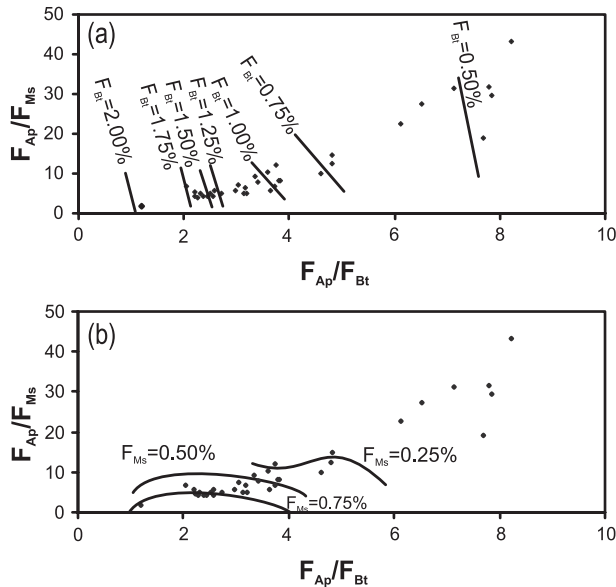 (a)
50
40
30
20
10
0
F_Ap/F_Ms
F_Bt=2.00%
F_Bt=1.75%
F_Bt=1.50%
F_Bt=1.25%
F_Bt=1.00%
F_Bt=0.75%
F_Bt=0.50%
0 2 4 6 8 10
F_Ap/F_Bt
(b)
50
40
30
20
10
0
F_Ap/F_Ms
F_Ms=0.50%
F_Ms=0.25%
F_Ms=0.75%
0 2 4 6 8 10
F_Ap/F_Bt